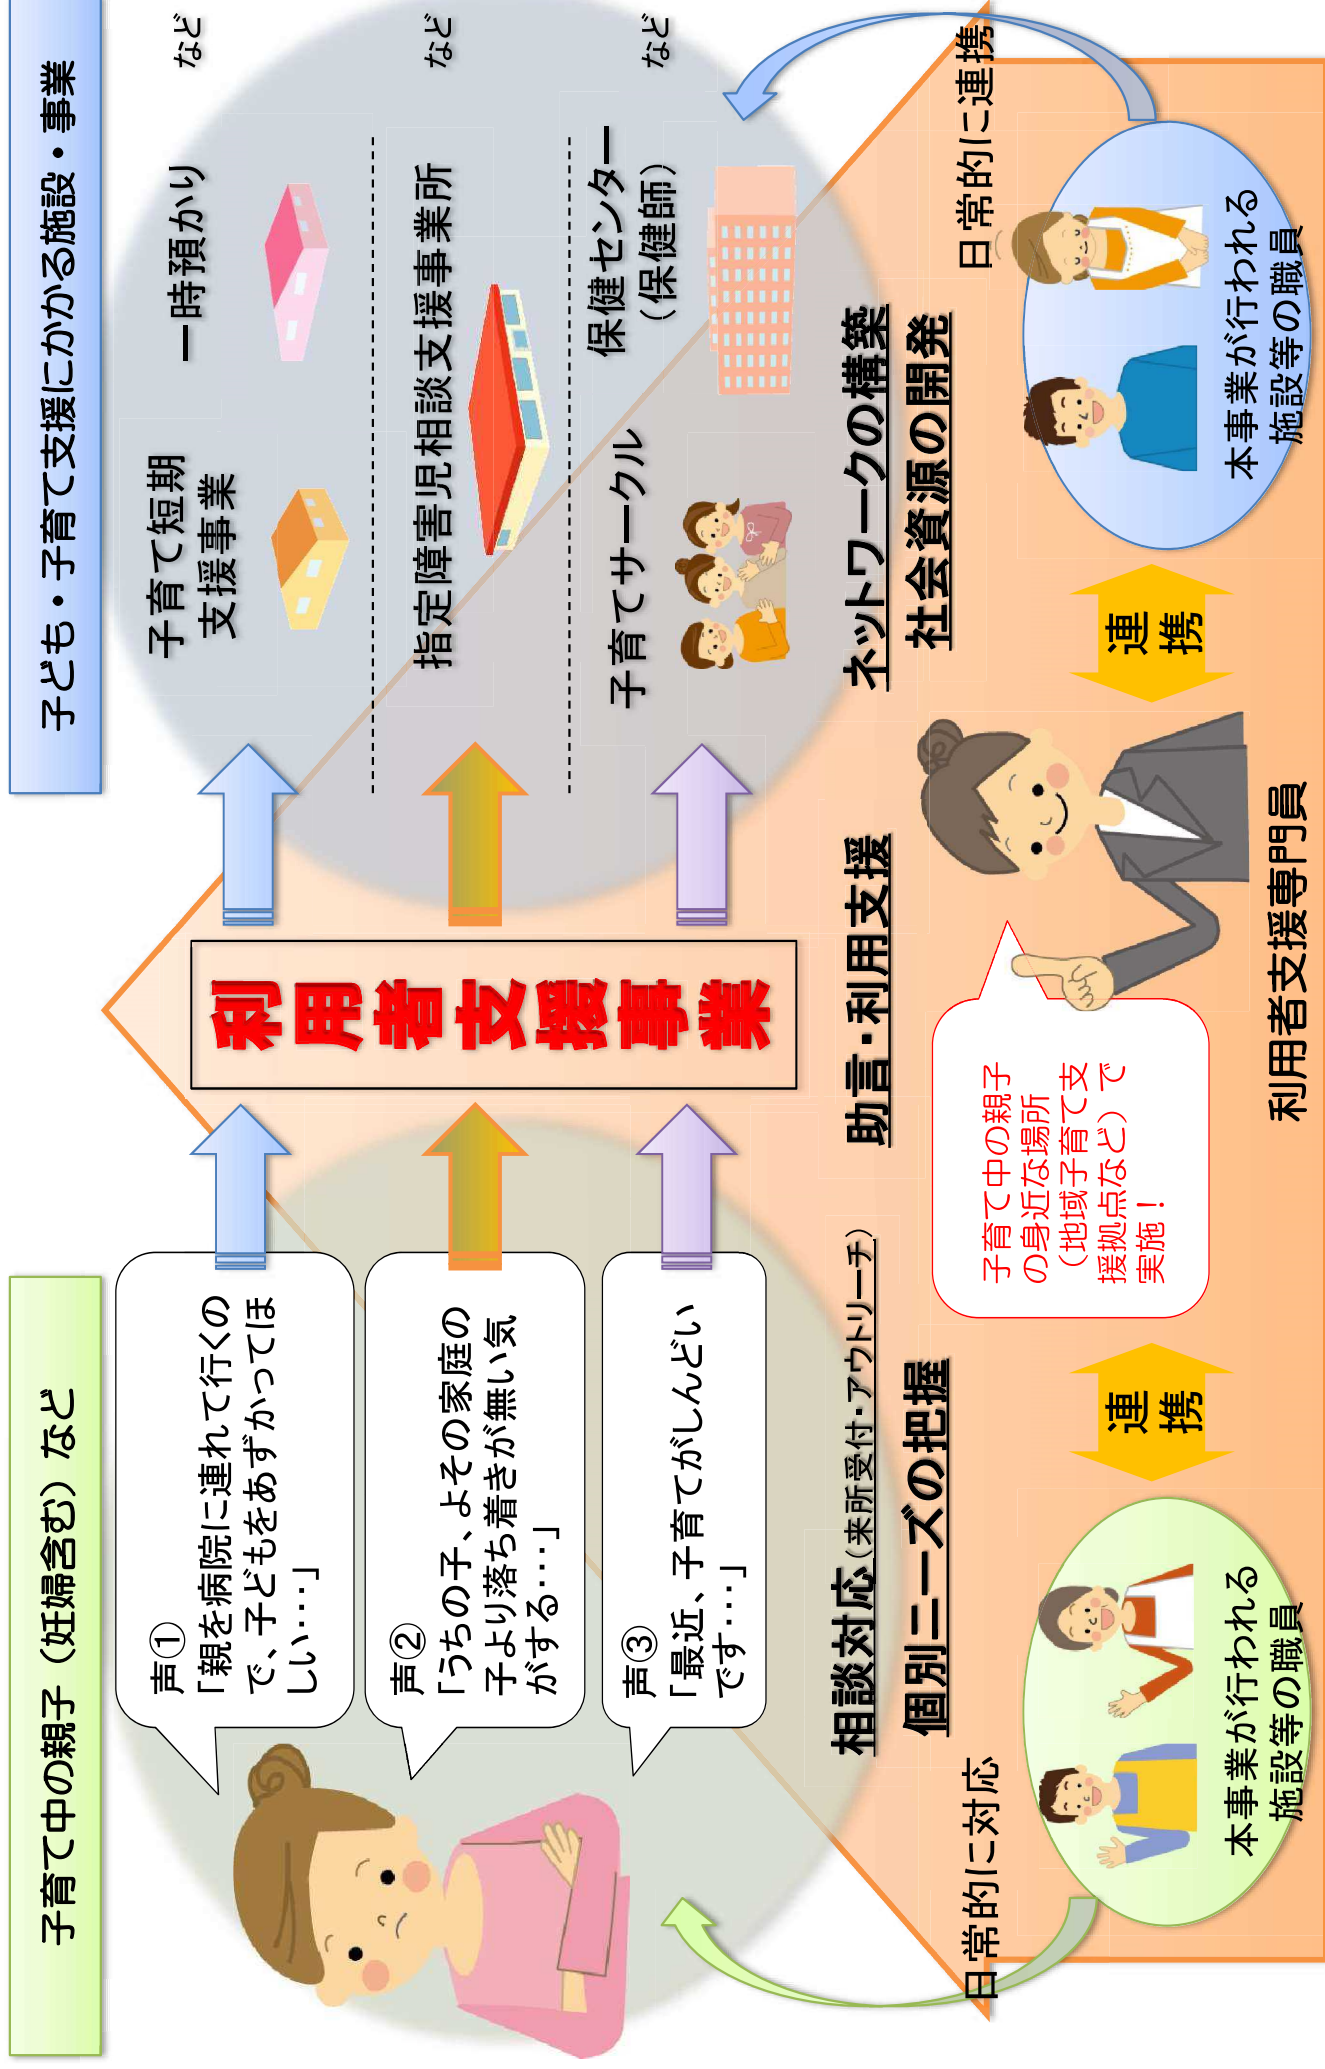 子育て中の親子（妊婦含む）など
子ども・子育て支援にかかる施設・事業
声①
「親を病院に連れて行くの
で、子どもをあずかってほ
しい・・・」
声②
「うちの子、よその家庭の
子より落ち着きが無い気
がする・・・」
声③
「最近、子育てがしんどい
です・・・」
利用者支援事業
子育て短期
支援事業
一時預かり
など
指定障害児相談支援事業所
など
子育てサークル
保健センター
（保健師）
など
相談対応（来所受付・アウトリーチ）
個別ニーズの把握
助言・利用支援
ネットワークの構築
社会資源の開発
日常的に対応
日常的に連携
子育て中の親子
の身近な場所
（地域子育て支
援拠点など）で
実施！
連
携
連
携
本事業が行われる
施設等の職員
利用者支援専門員
本事業が行われる
施設等の職員